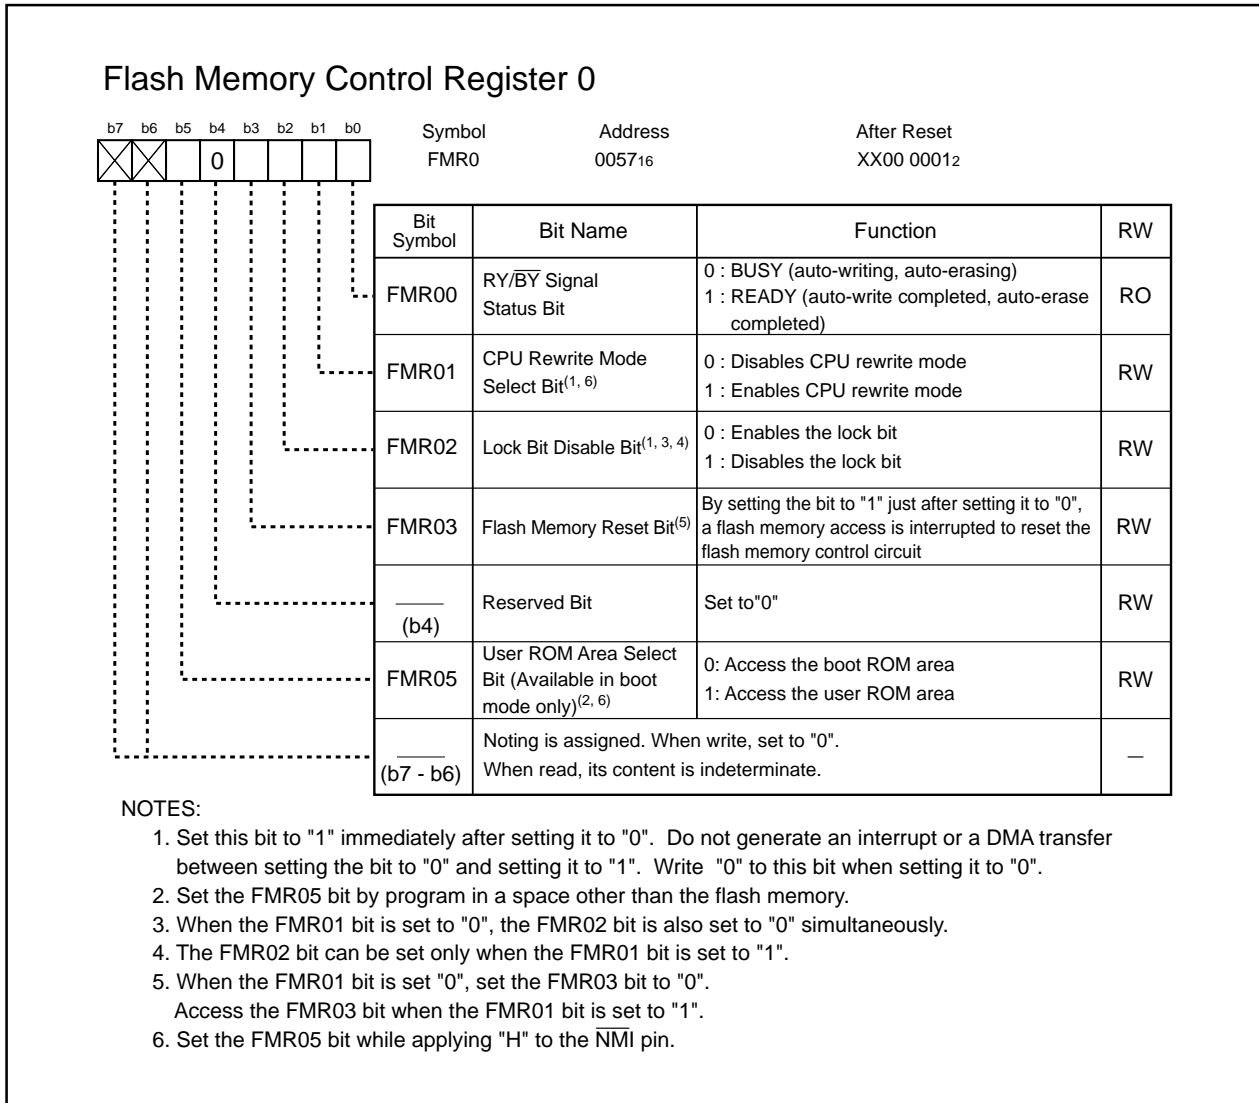 Flash Memory Control Register 0
b7 b6 b5 b4 b3 b2 b1 b0
Symbol Address After Reset
0
FMR0 0057₁₆ XX00 0001₂
Bit Symbol Bit Name Function RW
FMR00
RY/B̅Y̅ Signal
Status Bit
0 : BUSY (auto-writing, auto-erasing)
1 : READY (auto-write completed, auto-erase
completed)
RO
FMR01
CPU Rewrite Mode
Select Bit(1, 6)
0 : Disables CPU rewrite mode
1 : Enables CPU rewrite mode
RW
FMR02
Lock Bit Disable Bit(1, 3, 4)
0 : Enables the lock bit
1 : Disables the lock bit
RW
FMR03
Flash Memory Reset Bit(5)
By setting the bit to "1" just after setting it to "0",
a flash memory access is interrupted to reset the
flash memory control circuit
RW
(b4)
Reserved Bit
Set to"0"
RW
FMR05
User ROM Area Select
Bit (Available in boot
mode only)(2, 6)
0: Access the boot ROM area
1: Access the user ROM area
RW
(b7 - b6)
Noting is assigned. When write, set to "0".
When read, its content is indeterminate.
—
NOTES:
1. Set this bit to "1" immediately after setting it to "0". Do not generate an interrupt or a DMA transfer
between setting the bit to "0" and setting it to "1". Write "0" to this bit when setting it to "0".
2. Set the FMR05 bit by program in a space other than the flash memory.
3. When the FMR01 bit is set to "0", the FMR02 bit is also set to "0" simultaneously.
4. The FMR02 bit can be set only when the FMR01 bit is set to "1".
5. When the FMR01 bit is set "0", set the FMR03 bit to "0".
Access the FMR03 bit when the FMR01 bit is set to "1".
6. Set the FMR05 bit while applying "H" to the N̅M̅I̅ pin.